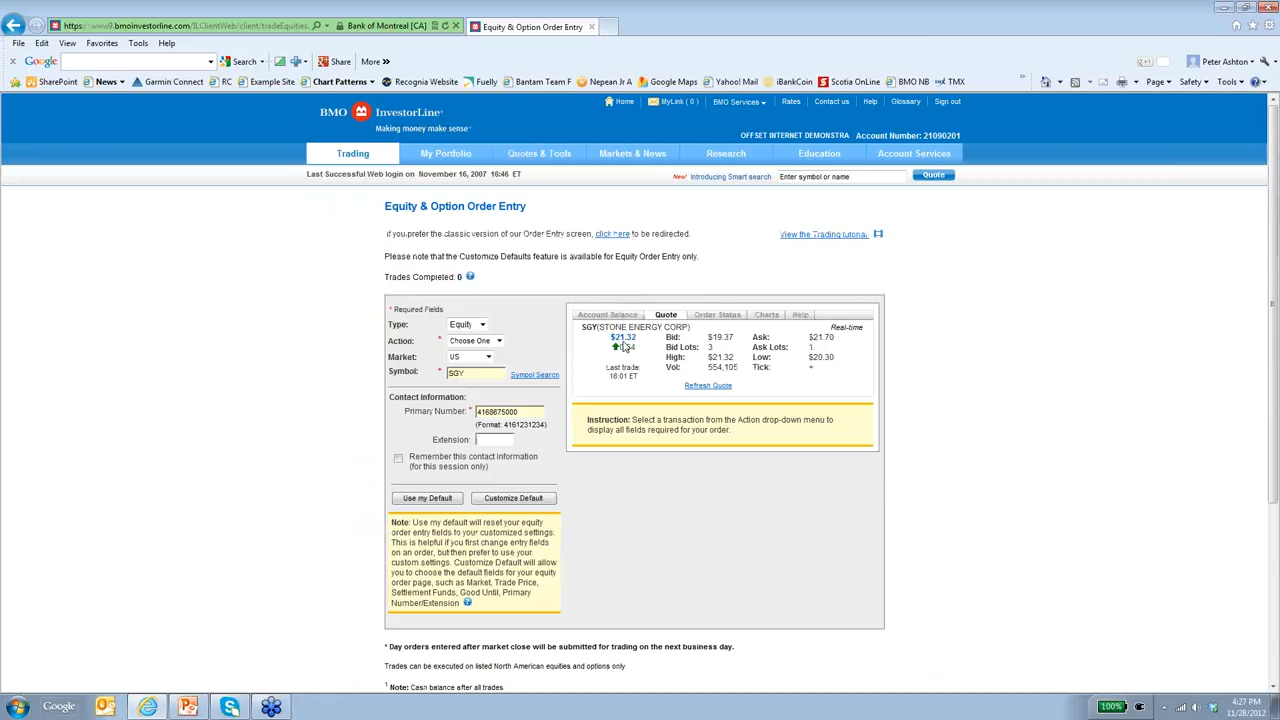 https://www9.bmoinvestorline.com/ILClientWeb/client/tradeEquities. Bank of Montreal [CA] Equity & Option Order Entry
File Edit View Favorites Tools Help
Google Search Share More Peter Ashton
SharePoint News Garmin Connect RC Example Site Chart Patterns Recognia Website Fuelly Bantam Team F Nepean Jr A Google Maps Yahoo! Mail iBankCoin Scotia OnLine BMO NB TMX Page Safety Tools
Home MyLink ( 0 ) BMO Services Rates Contact us Help Glossary Sign out
BMO InvestorLine
Making money make sense
OFFSET INTERNET DEMONSTRA Account Number: 21090201
Trading My Portfolio Quotes & Tools Markets & News Research Education Account Services
Last Successful Web login on November 16, 2007 16:46 ET New! Introducing Smart search Enter symbol or name Quote
Equity & Option Order Entry
If you prefer the classic version of our Order Entry screen, click here to be redirected. View the Trading tutorial
Please note that the Customize Defaults feature is available for Equity Order Entry only.
Trades Completed: 0
* Required Fields
Type: Equity
Action: * Choose One
Market: US
Symbol: * SGY Symbol Search
Contact Information:
Primary Number: * 4168675000
(Format: 4161231234)
Extension:
Remember this contact information
(for this session only)
Use my Default Customize Default
Note: Use my default will reset your equity
order entry fields to your customized settings.
This is helpful if you first change entry fields
on an order, but then prefer to use your
custom settings. Customize Default will allow
you to choose the default fields for your equity
order page, such as Market, Trade Price,
Settlement Funds, Good Until, Primary
Number/Extension
Account Balance Quote Order Status Charts Help
SGY(STONE ENERGY CORP) Real-time
$21.32 Bid: $19.37 Ask: $21.70
Bid Lots: 3 Ask Lots: 1
High: $21.32 Low: $20.30
Last trade: Vol: 554,105 Tick: +
16:01 ET
Refresh Quote
Instruction: Select a transaction from the Action drop-down menu to
display all fields required for your order.
* Day orders entered after market close will be submitted for trading on the next business day.
Trades can be executed on listed North American equities and options only
1 Note: Cash balance after all trades
Google 100% 4:27 PM
11/28/2012